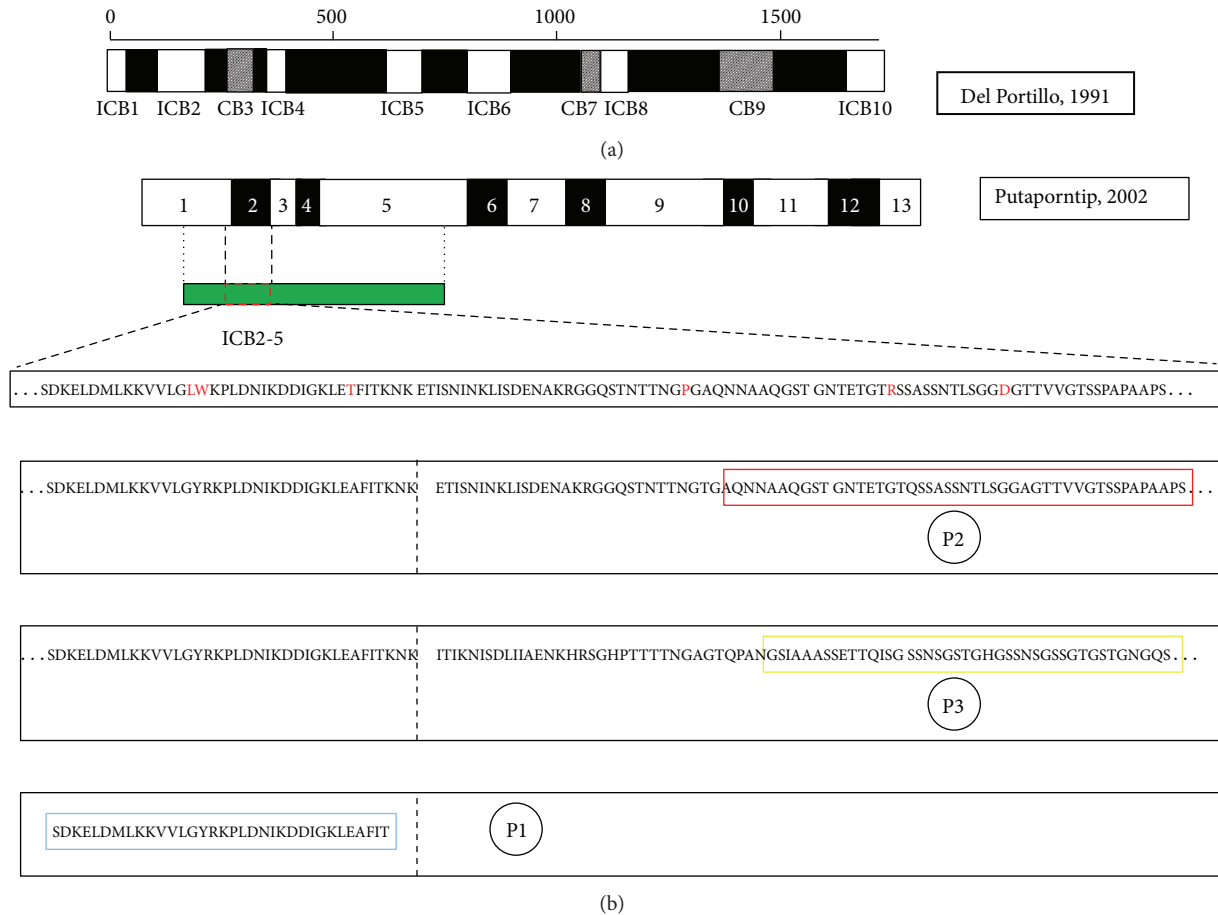 0 500 1000 1500
ICB1 ICB2 CB3 ICB4 ICB5 ICB6 CB7 ICB8 CB9 ICB10
Del Portillo, 1991
(a)
1 2 3 4 5 6 7 8 9 10 11 12 13
Putaporntip, 2002
ICB2-5
...SDKELDMLKKVVLGLWKPLDNIKDDIGKLETFITKNK ETISNINKLISDENAKRGGQSTNTTNGPGAQNNAAQGST GNTETGTRSSASSNTLSGGDGTTVVGTSSPAPAAPS...
...SDKELDMLKKVVLGYRKPLDNIKDDIGKLEAFITKNK ETISNINKLISDENAKRGGQSTNTTNGTGAQNNAAQGST GNTETGTQSSASSNTLSGGAGTTVVGTSSPAPAAPS...
P2
...SDKELDMLKKVVLGYRKPLDNIKDDIGKLEAFITKNK ITIKNISDLIIAENKHRSGHPTTTTNGAGTQPANGSIAAASSETTQISG SSNSGSTGHGSSNSGSSGTGSTGNGQS...
P3
SDKELDMLKKVVLGYRKPLDNIKDDIGKLEAFIT P1
(b)